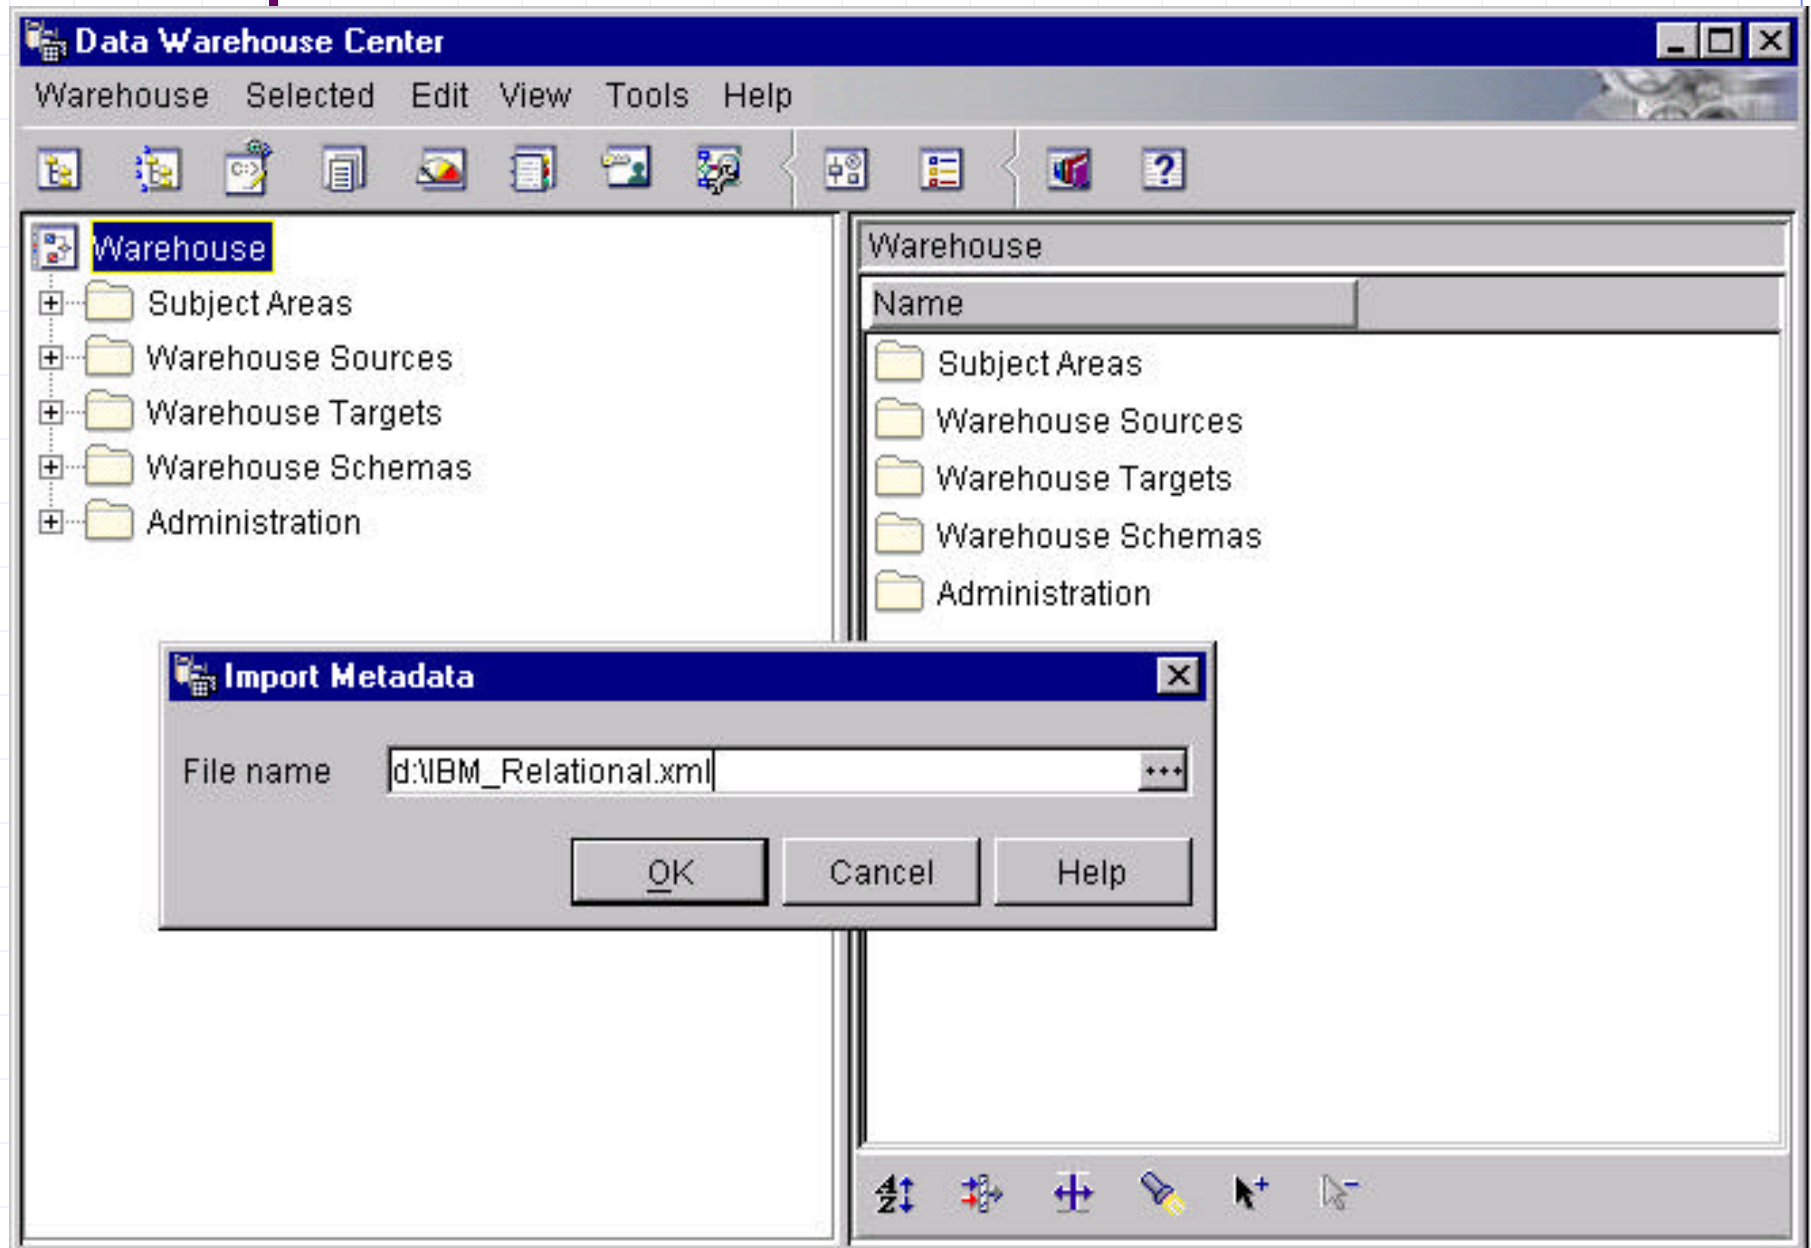 Data Warehouse Center
Warehouse Selected Edit View Tools Help
Warehouse
Subject Areas
Warehouse Sources
Warehouse Targets
Warehouse Schemas
Administration
Warehouse
Name
Subject Areas
Warehouse Sources
Warehouse Targets
Warehouse Schemas
Administration
Import Metadata
File name d:\IBM_Relational.xml
OK Cancel Help